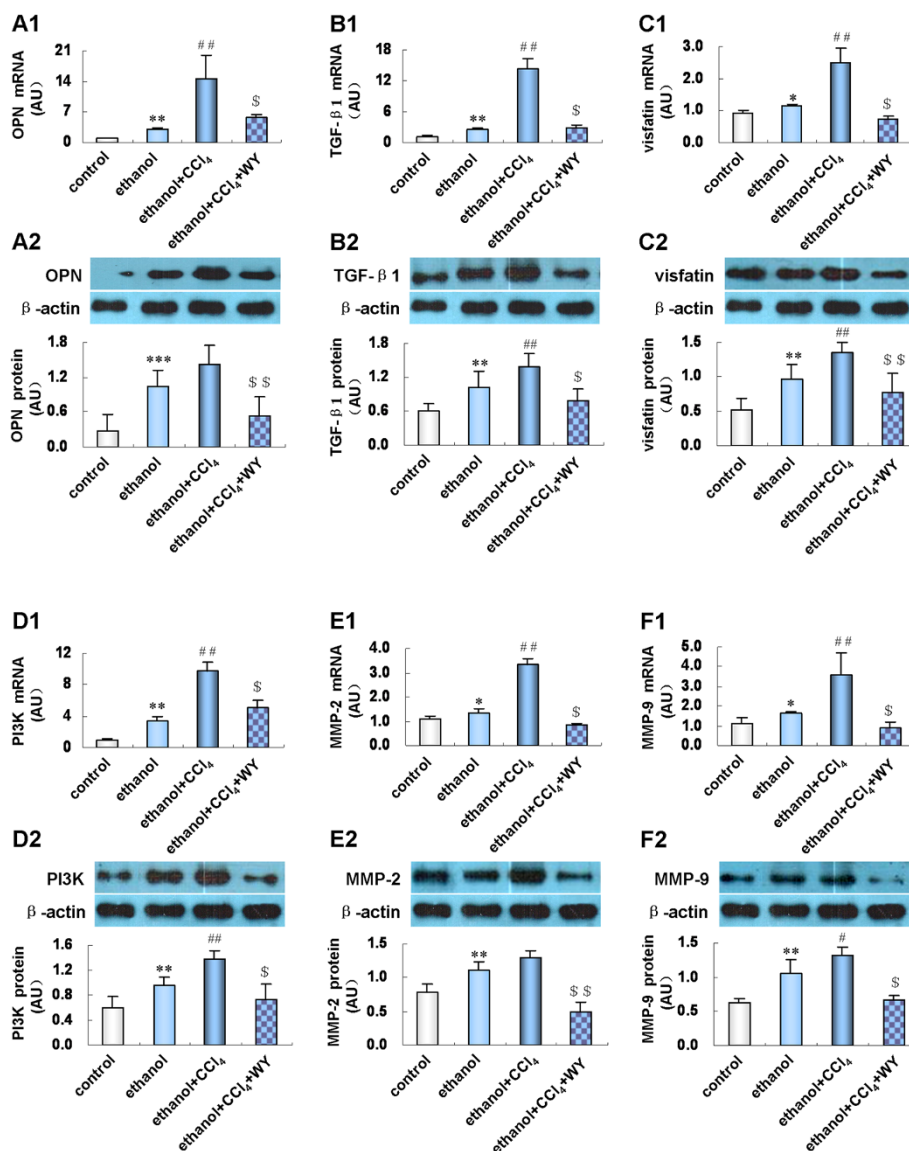 A1
B1
C1
OPN mRNA (AU)
21
14
7
0
**
##
$
control
ethanol
ethanol+CCl₄
ethanol+CCl₄+WY
TGF-β1 mRNA (AU)
18
12
6
0
**
##
$
control
ethanol
ethanol+CCl₄
ethanol+CCl₄+WY
visfatin mRNA (AU)
3.0
2.0
1.0
0.0
*
##
$
control
ethanol
ethanol+CCl₄
ethanol+CCl₄+WY
A2
B2
C2
OPN
β-actin
OPN protein (AU)
1.8
1.2
0.6
0.0
***
$$
control
ethanol
ethanol+CCl₄
ethanol+CCl₄+WY
TGF-β1
β-actin
TGF-β1 protein (AU)
1.8
1.2
0.6
0.0
**
##
$
control
ethanol
ethanol+CCl₄
ethanol+CCl₄+WY
visfatin
β-actin
visfatin protein (AU)
1.5
1.0
0.5
0.0
**
##
$$
control
ethanol
ethanol+CCl₄
ethanol+CCl₄+WY
D1
E1
F1
PI3K mRNA (AU)
12
8
4
0
**
##
$
control
ethanol
ethanol+CCl₄
ethanol+CCl₄+WY
MMP-2 mRNA (AU)
4.0
3.0
2.0
1.0
0.0
*
##
$
control
ethanol
ethanol+CCl₄
ethanol+CCl₄+WY
MMP-9 mRNA (AU)
5.0
4.0
3.0
2.0
1.0
0.0
*
##
$
control
ethanol
ethanol+CCl₄
ethanol+CCl₄+WY
D2
E2
F2
PI3K
β-actin
PI3K protein (AU)
1.6
1.2
0.8
0.4
0.0
**
##
$
control
ethanol
ethanol+CCl₄
ethanol+CCl₄+WY
MMP-2
β-actin
MMP-2 protein (AU)
1.5
1.0
0.5
0.0
**
$$
control
ethanol
ethanol+CCl₄
ethanol+CCl₄+WY
MMP-9
β-actin
MMP-9 protein (AU)
1.5
1.0
0.5
0.0
**
#
$
control
ethanol
ethanol+CCl₄
ethanol+CCl₄+WY